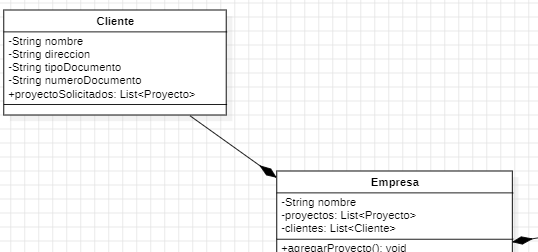 Cliente
-String nombre
-String direccion
-String tipoDocumento
-String numeroDocumento
+proyectoSolicitados: List<Proyecto>
Empresa
-String nombre
-proyectos: List<Proyecto>
-clientes: List<Cliente>
+agregarProyecto(): void